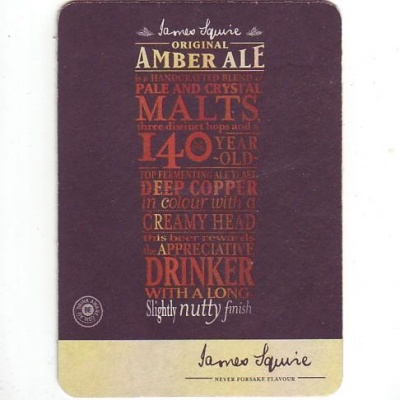 James Squire
ORIGINAL
AMBER ALE
is a HANDCRAFTED BLEND of
PALE AND CRYSTAL
MALTS,
three distinct hops and a
140 YEAR
-OLD-
TOP FERMENTING ALE YEAST.
DEEP COPPER
in colour with a
CREAMY HEAD
this beer rewards
the APPRECIATIVE
DRINKER
WITH A LONG,
Slightly nutty finish
James Squire
NEVER FORSAKE FLAVOUR